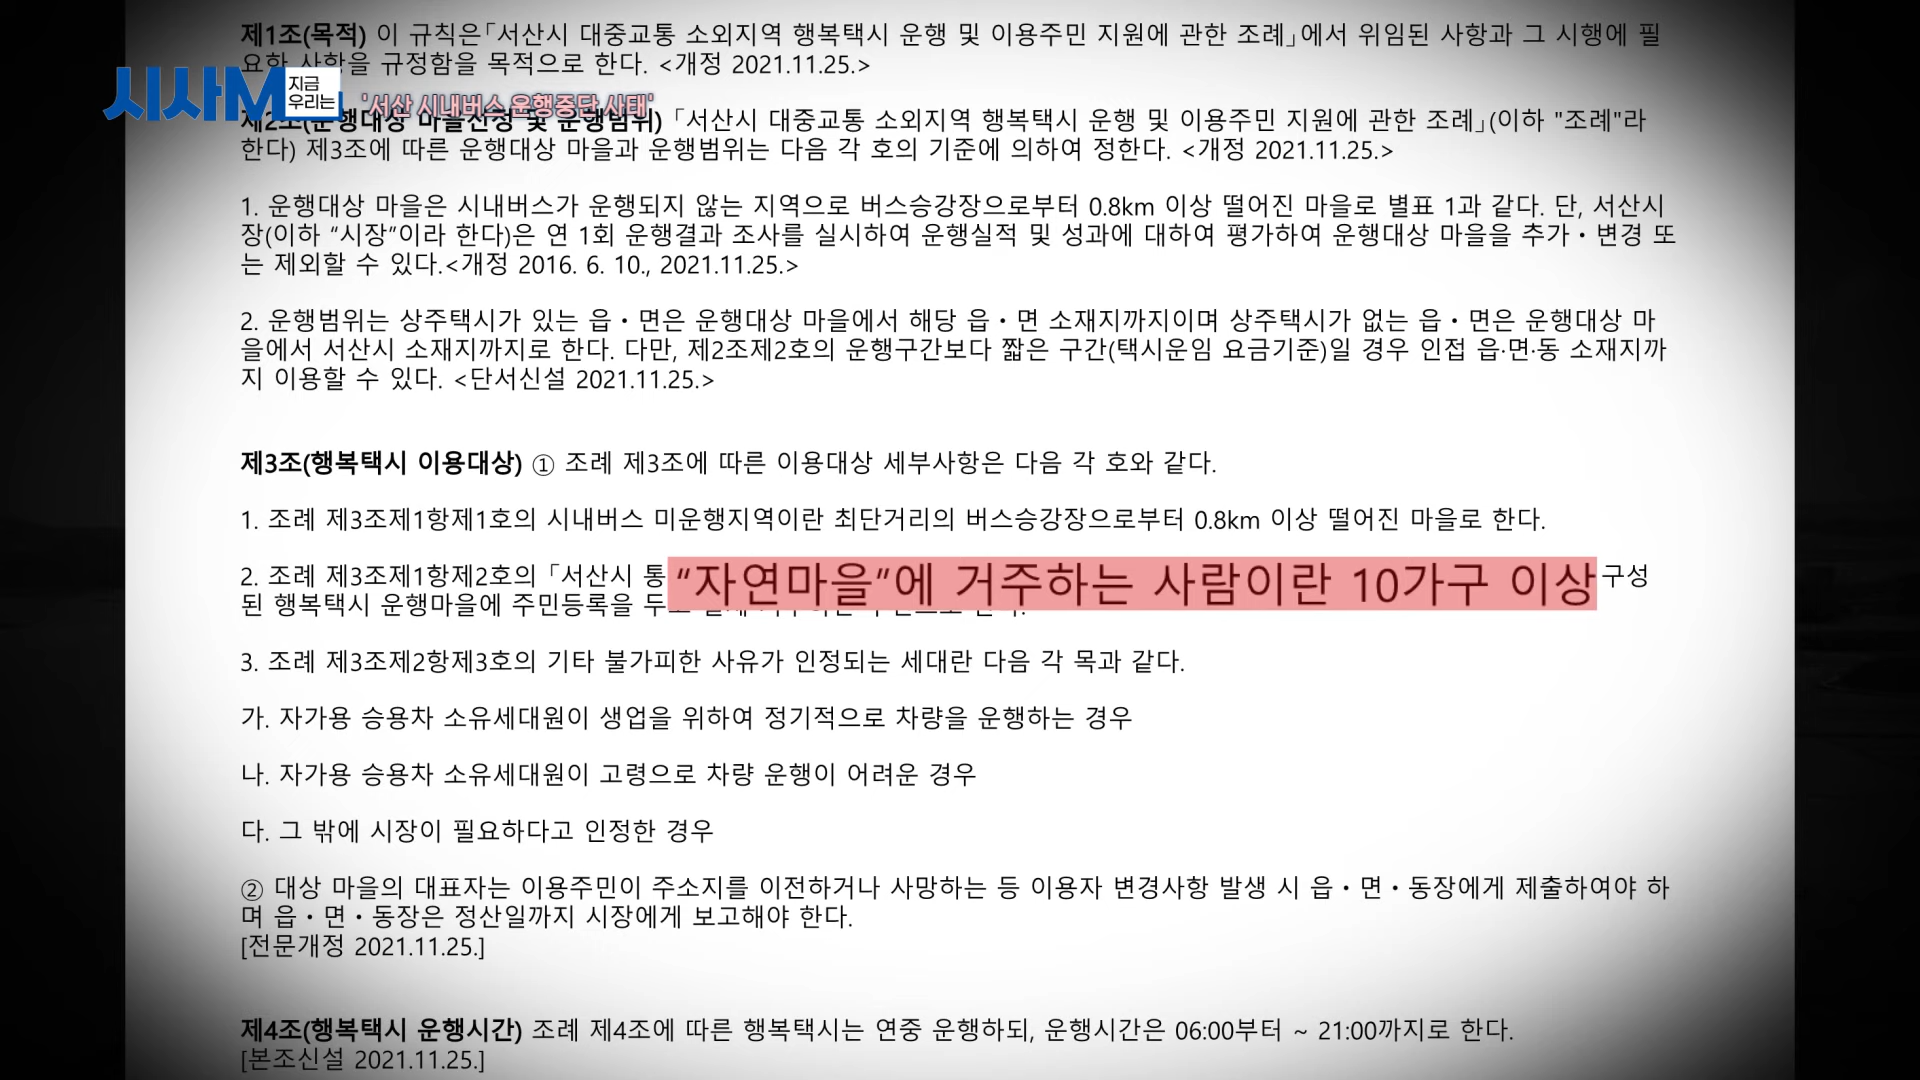 제1조(목적) 이 규칙은「서산시 대중교통 소외지역 행복택시 운행 및 이용주민 지원에 관한 조례」에서 위임된 사항과 그 시행에 필
요한 사항을 규정함을 목적으로 한다. <개정 2021.11.25.>
시사M 지금 우리는
'서산 시내버스 운행중단 사태'
제2조(운행대상 마을선정 및 운행범위)「서산시 대중교통 소외지역 행복택시 운행 및 이용주민 지원에 관한 조례」(이하 "조례"라
한다) 제3조에 따른 운행대상 마을과 운행범위는 다음 각 호의 기준에 의하여 정한다. <개정 2021.11.25.>
1. 운행대상 마을은 시내버스가 운행되지 않는 지역으로 버스승강장으로부터 0.8km 이상 떨어진 마을로 별표 1과 같다. 단, 서산시
장(이하 “시장”이라 한다)은 연 1회 운행결과 조사를 실시하여 운행실적 및 성과에 대하여 평가하여 운행대상 마을을 추가・변경 또
는 제외할 수 있다.<개정 2016. 6. 10., 2021.11.25.>
2. 운행범위는 상주택시가 있는 읍・면은 운행대상 마을에서 해당 읍・면 소재지까지이며 상주택시가 없는 읍・면은 운행대상 마
을에서 서산시 소재지까지로 한다. 다만, 제2조제2호의 운행구간보다 짧은 구간(택시운임 요금기준)일 경우 인접 읍·면·동 소재지까
지 이용할 수 있다. <단서신설 2021.11.25.>
제3조(행복택시 이용대상) ① 조례 제3조에 따른 이용대상 세부사항은 다음 각 호와 같다.
1. 조례 제3조제1항제1호의 시내버스 미운행지역이란 최단거리의 버스승강장으로부터 0.8km 이상 떨어진 마을로 한다.
2. 조례 제3조제1항제2호의「서산시 통 “자연마을”에 거주하는 사람이란 10가구 이상 구성
된 행복택시 운행마을에 주민등록을 두고
3. 조례 제3조제2항제3호의 기타 불가피한 사유가 인정되는 세대란 다음 각 목과 같다.
가. 자가용 승용차 소유세대원이 생업을 위하여 정기적으로 차량을 운행하는 경우
나. 자가용 승용차 소유세대원이 고령으로 차량 운행이 어려운 경우
다. 그 밖에 시장이 필요하다고 인정한 경우
② 대상 마을의 대표자는 이용주민이 주소지를 이전하거나 사망하는 등 이용자 변경사항 발생 시 읍・면・동장에게 제출하여야 하
며 읍・면・동장은 정산일까지 시장에게 보고해야 한다.
[전문개정 2021.11.25.]
제4조(행복택시 운행시간) 조례 제4조에 따른 행복택시는 연중 운행하되, 운행시간은 06:00부터 ~ 21:00까지로 한다.
[본조신설 2021.11.25.]